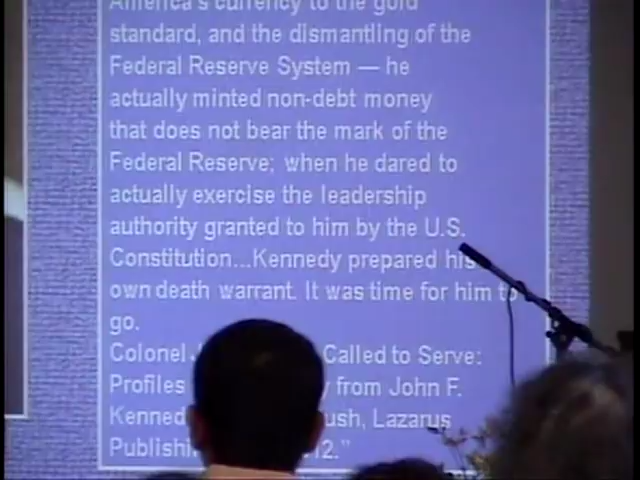 America's currency to the gold
standard, and the dismantling of the
Federal Reserve System — he
actually minted non-debt money
that does not bear the mark of the
Federal Reserve; when he dared to
actually exercise the leadership
authority granted to him by the U.S.
Constitution...Kennedy prepared his
own death warrant. It was time for him to
go.
Colonel Called to Serve:
Profiles from John F.
Kenned ush, Lazarus
Publishi 12.”